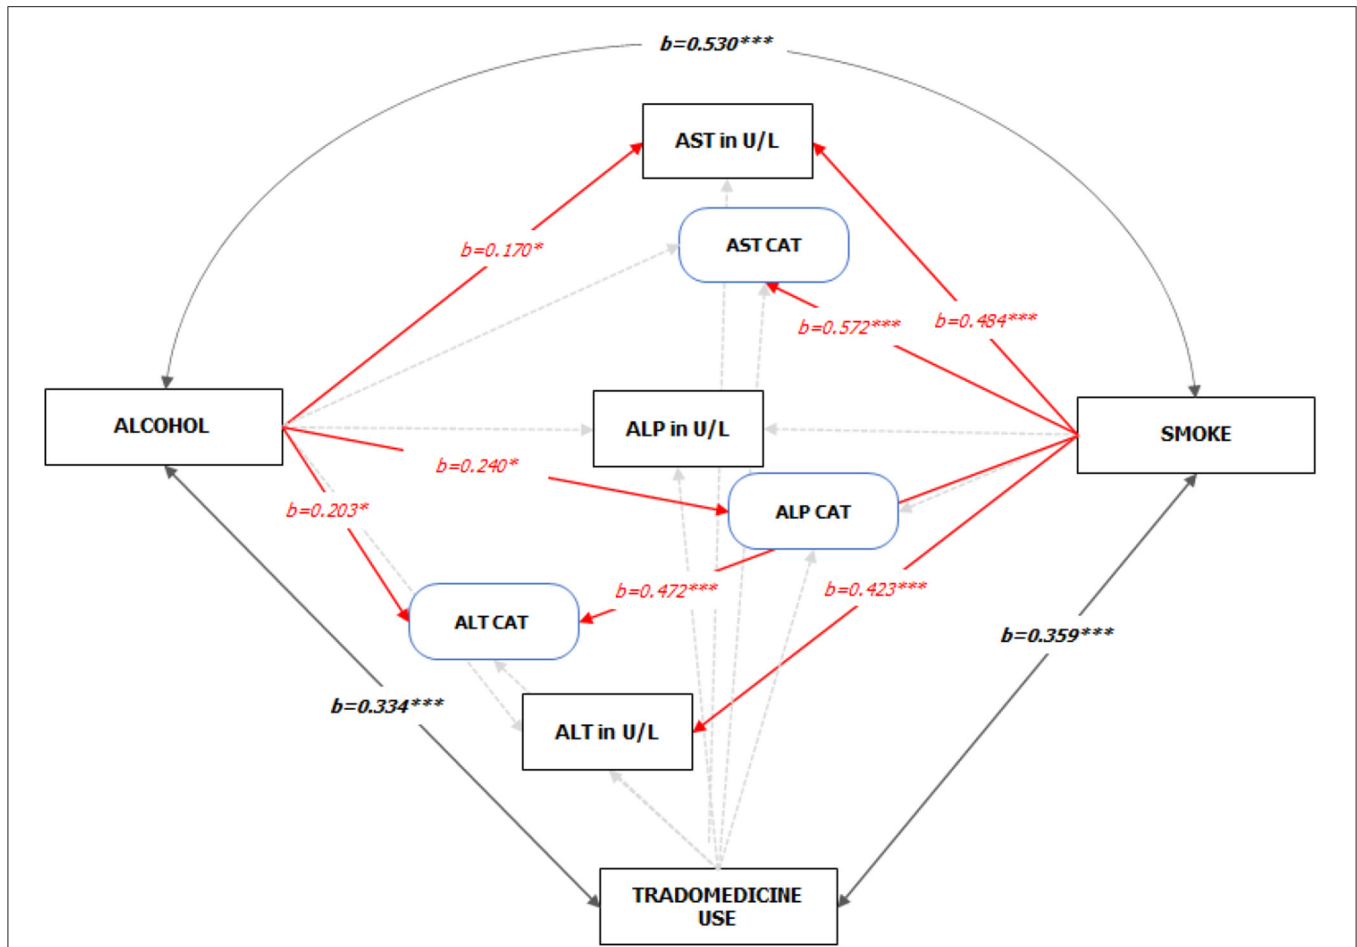 b=0.530***
AST in U/L
AST CAT
b=0.170*
b=0.572***
b=0.484***
ALCOHOL
ALP in U/L
SMOKE
b=0.240*
b=0.203*
ALP CAT
b=0.472***
b=0.423***
ALT CAT
b=0.359***
b=0.334***
ALT in U/L
TRADOMEDICINE
USE